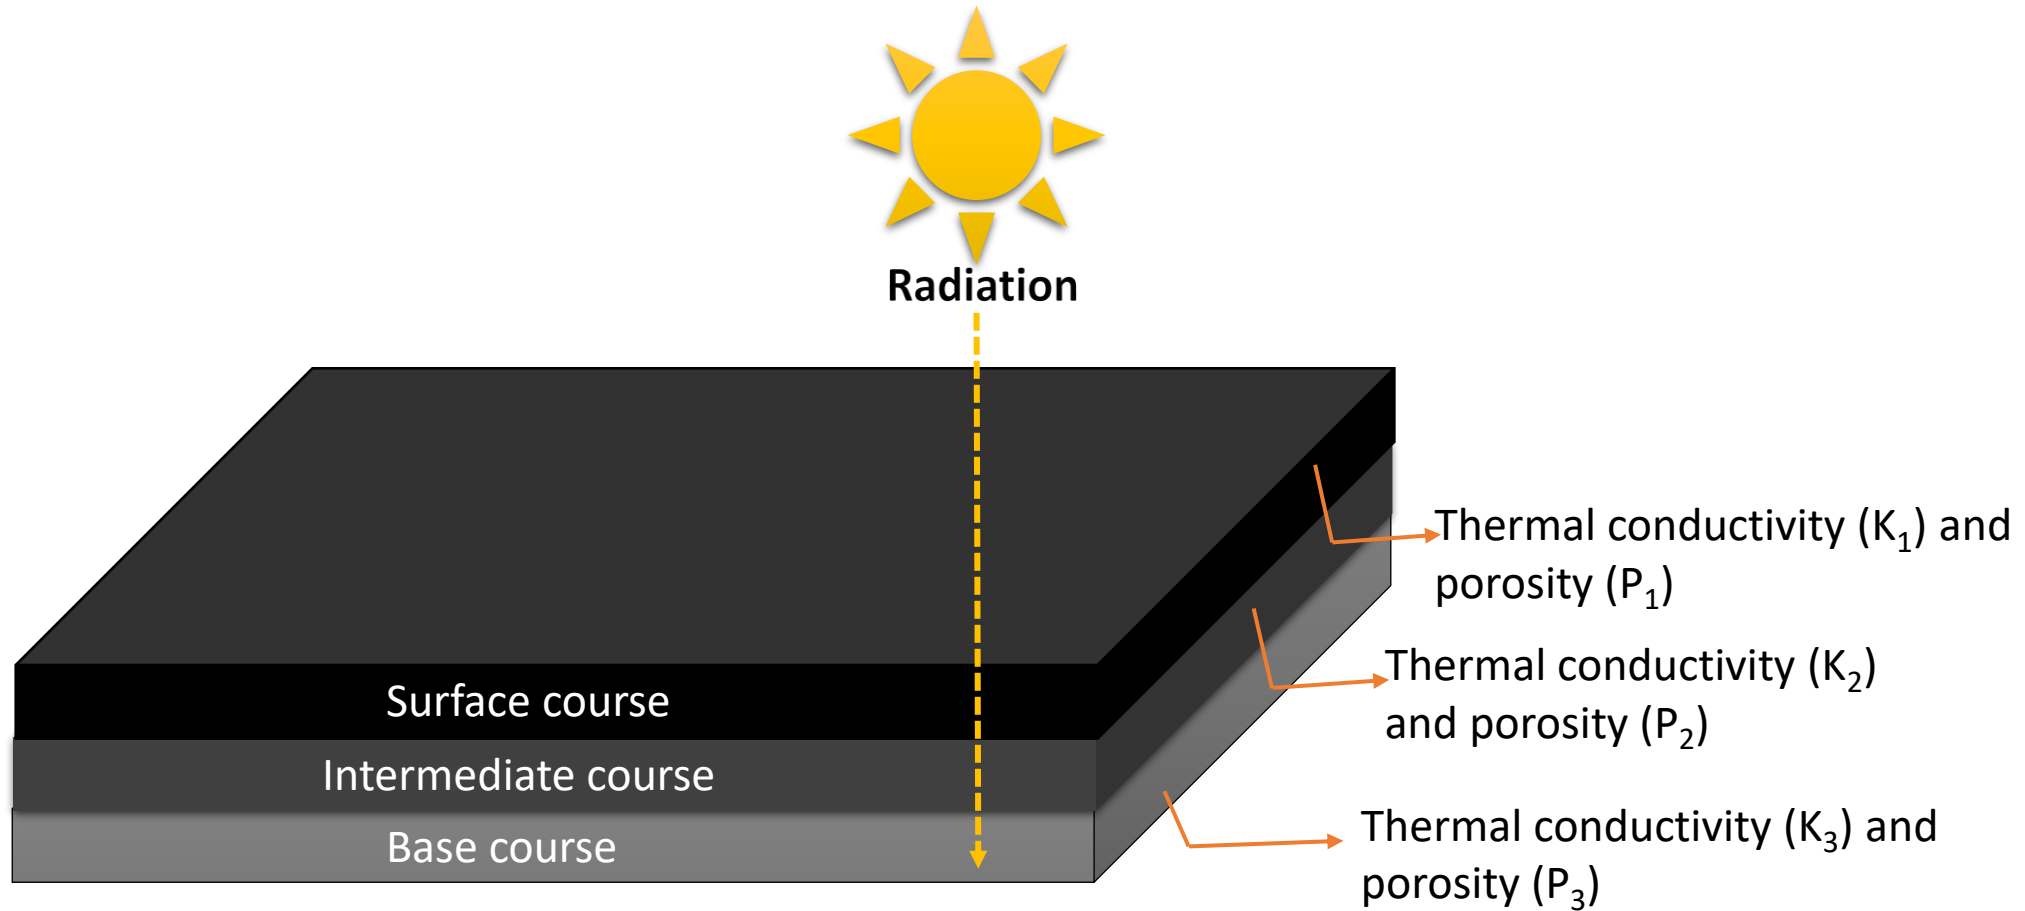 Radiation
Surface course
Intermediate course
Base course
Thermal conductivity (K₁) and
porosity (P₁)
Thermal conductivity (K₂)
and porosity (P₂)
Thermal conductivity (K₃) and
porosity (P₃)